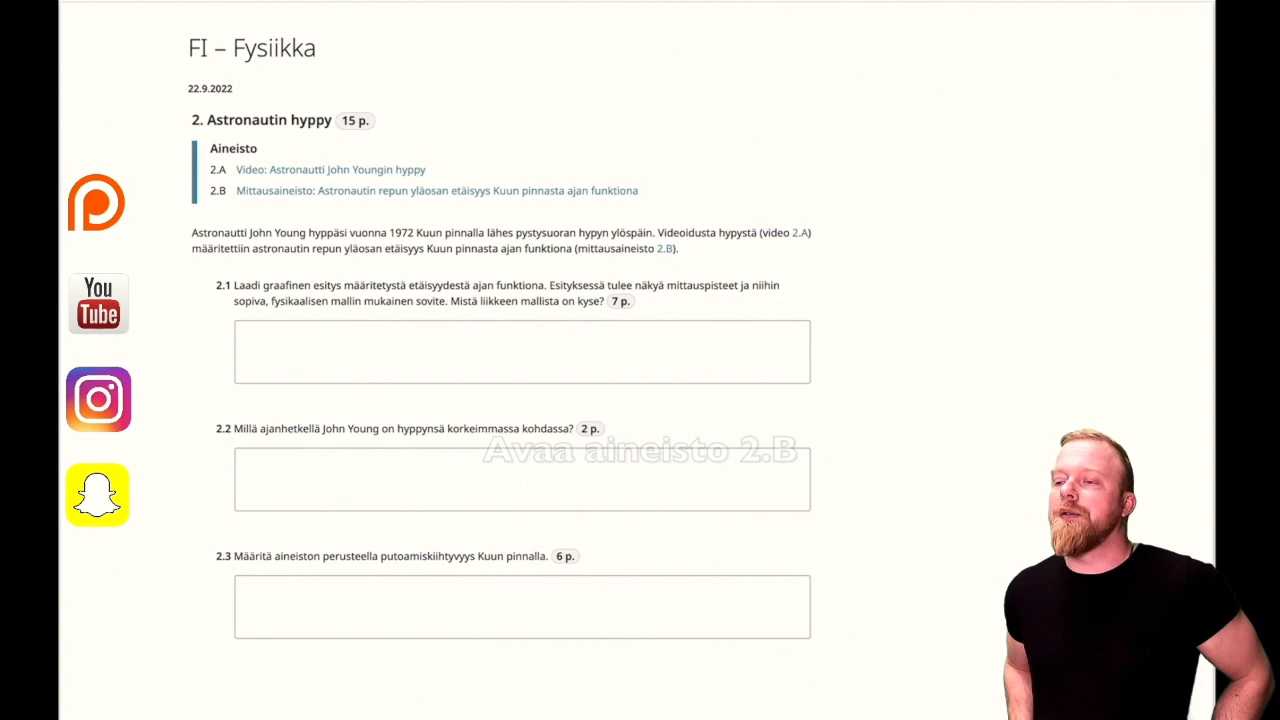 FI – Fysiikka
22.9.2022
2. Astronautin hyppy 15 p.
Aineisto
2.A Video: Astronautti John Youngin hyppy
2.B Mittausaineisto: Astronautin repun yläosan etäisyys Kuun pinnasta ajan funktiona
Astronautti John Young hyppäsi vuonna 1972 Kuun pinnalla lähes pystysuoran hypyn ylöspäin. Videoidusta hypystä (video 2.A)
määritettiin astronautin repun yläosan etäisyys Kuun pinnasta ajan funktiona (mittausaineisto 2.B).
2.1 Laadi graafinen esitys määritetystä etäisyydestä ajan funktiona. Esityksessä tulee näkyä mittauspisteet ja niihin
sopiva, fysikaalisen mallin mukainen sovite. Mistä liikkeen mallista on kyse? 7 p.
2.2 Millä ajanhetkellä John Young on hyppynsä korkeimmassa kohdassa? 2 p.
Avaa aineisto 2.B
2.3 Määritä aineiston perusteella putoamiskiihtyvyys Kuun pinnalla. 6 p.
You
Tube